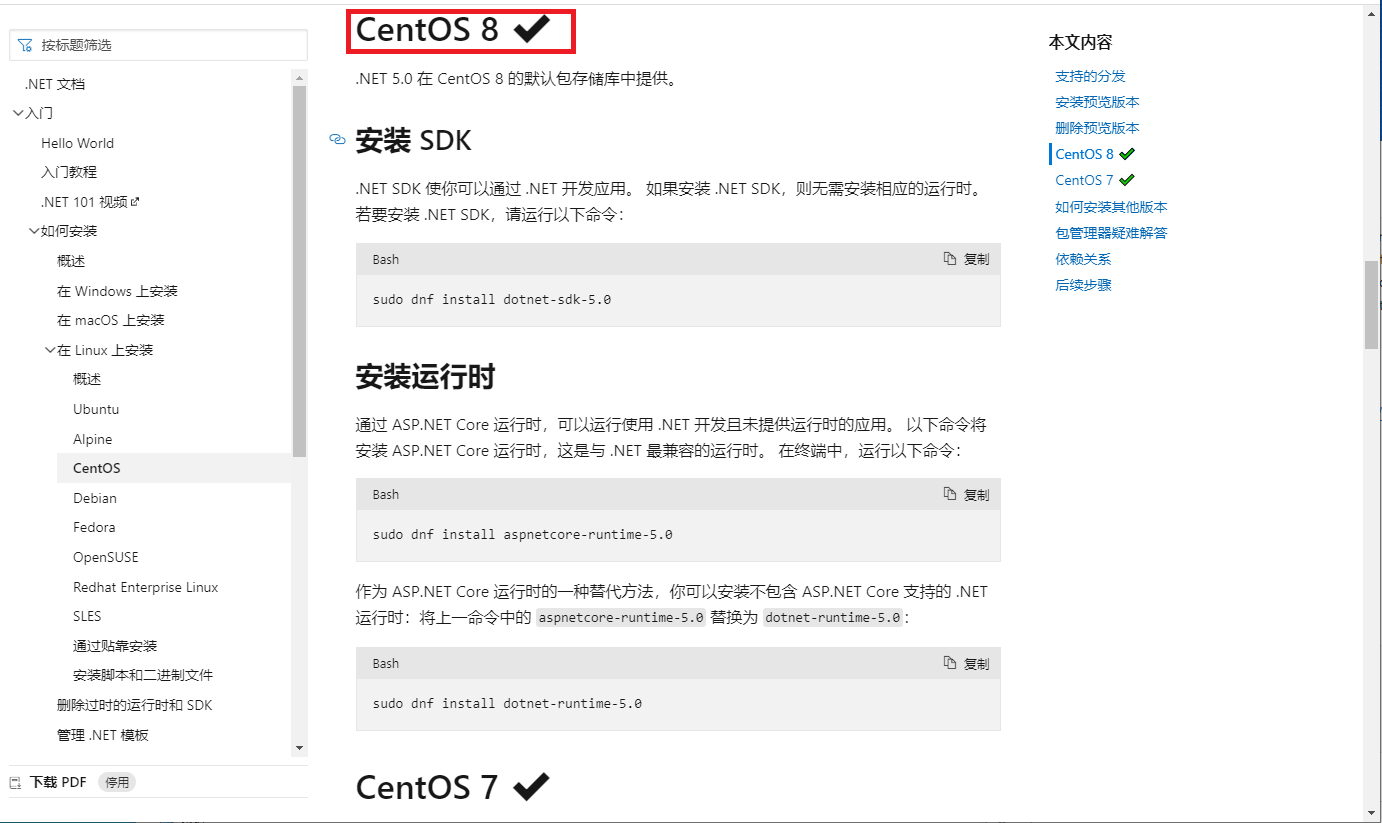 按标题筛选
.NET 文档
入门
Hello World
入门教程
.NET 101 视频
如何安装
概述
在 Windows 上安装
在 macOS 上安装
在 Linux 上安装
概述
Ubuntu
Alpine
CentOS
Debian
Fedora
OpenSUSE
Redhat Enterprise Linux
SLES
通过贴靠安装
安装脚本和二进制文件
删除过时的运行时和 SDK
管理 .NET 模板
下载 PDF 停用
CentOS 8 ✔
.NET 5.0 在 CentOS 8 的默认包存储库中提供。
安装 SDK
.NET SDK 使你可以通过 .NET 开发应用。 如果安装 .NET SDK，则无需安装相应的运行时。
若要安装 .NET SDK，请运行以下命令：
Bash 复制
sudo dnf install dotnet-sdk-5.0
安装运行时
通过 ASP.NET Core 运行时，可以运行使用 .NET 开发且未提供运行时的应用。 以下命令将
安装 ASP.NET Core 运行时，这是与 .NET 最兼容的运行时。 在终端中，运行以下命令：
Bash 复制
sudo dnf install aspnetcore-runtime-5.0
作为 ASP.NET Core 运行时的一种替代方法，你可以安装不包含 ASP.NET Core 支持的 .NET
运行时：将上一命令中的 aspnetcore-runtime-5.0 替换为 dotnet-runtime-5.0：
Bash 复制
sudo dnf install dotnet-runtime-5.0
CentOS 7 ✔
本文内容
支持的分发
安装预览版本
删除预览版本
CentOS 8 ✔
CentOS 7 ✔
如何安装其他版本
包管理器疑难解答
依赖关系
后续步骤